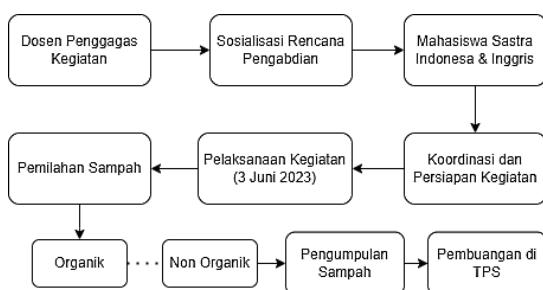 Dosen Penggagas
Kegiatan
Sosialisasi Rencana
Pengabdian
Mahasiswa Sastra
Indonesa & Inggris
Koordinasi dan
Persiapan Kegiatan
Pelaksanaan Kegiatan
(3 Juni 2023)
Pemilahan Sampah
Organik
Non Organik
Pengumpulan
Sampah
Pembuangan di
TPS